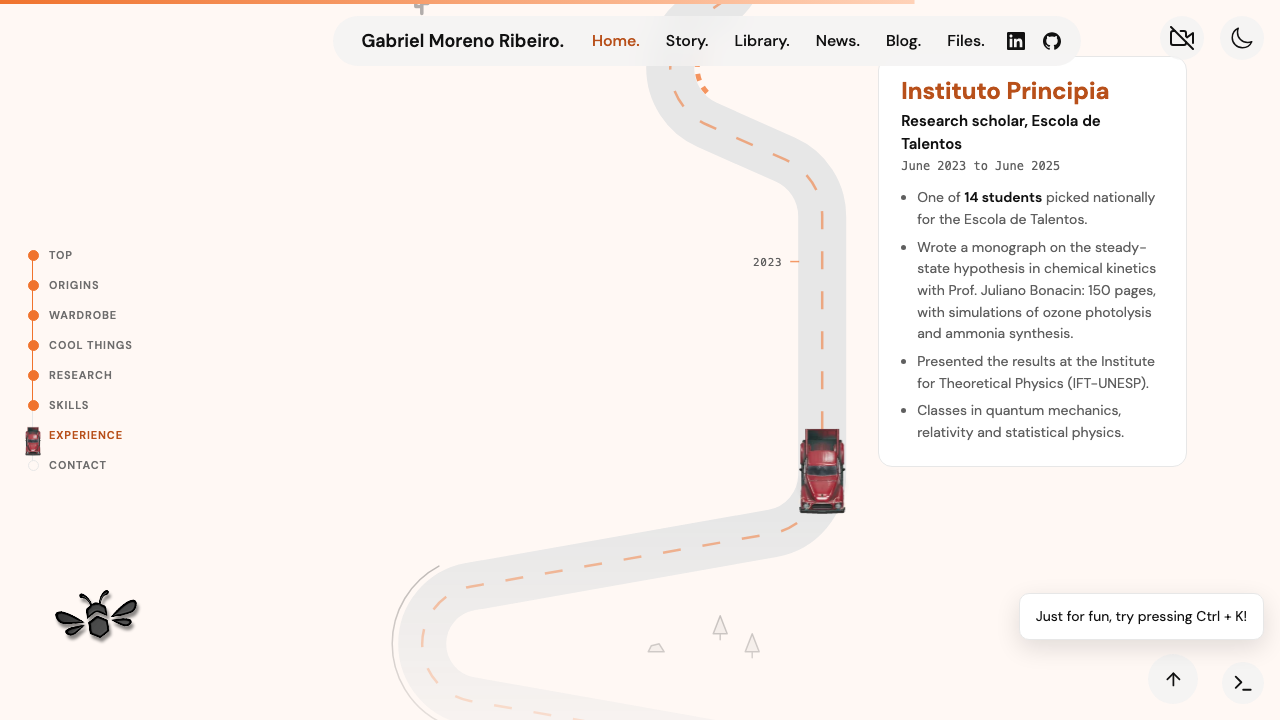 Gabriel Moreno Ribeiro. Home. Story. Library. News. Blog. Files.
Instituto Principia
Research scholar, Escola de
Talentos
June 2023 to June 2025
One of 14 students picked nationally
for the Escola de Talentos.
Wrote a monograph on the steady-
state hypothesis in chemical kinetics
with Prof. Juliano Bonacin: 150 pages,
with simulations of ozone photolysis
and ammonia synthesis.
Presented the results at the Institute
for Theoretical Physics (IFT-UNESP).
Classes in quantum mechanics,
relativity and statistical physics.
2023
TOP
ORIGINS
WARDROBE
COOL THINGS
RESEARCH
SKILLS
EXPERIENCE
CONTACT
Just for fun, try pressing Ctrl + K!